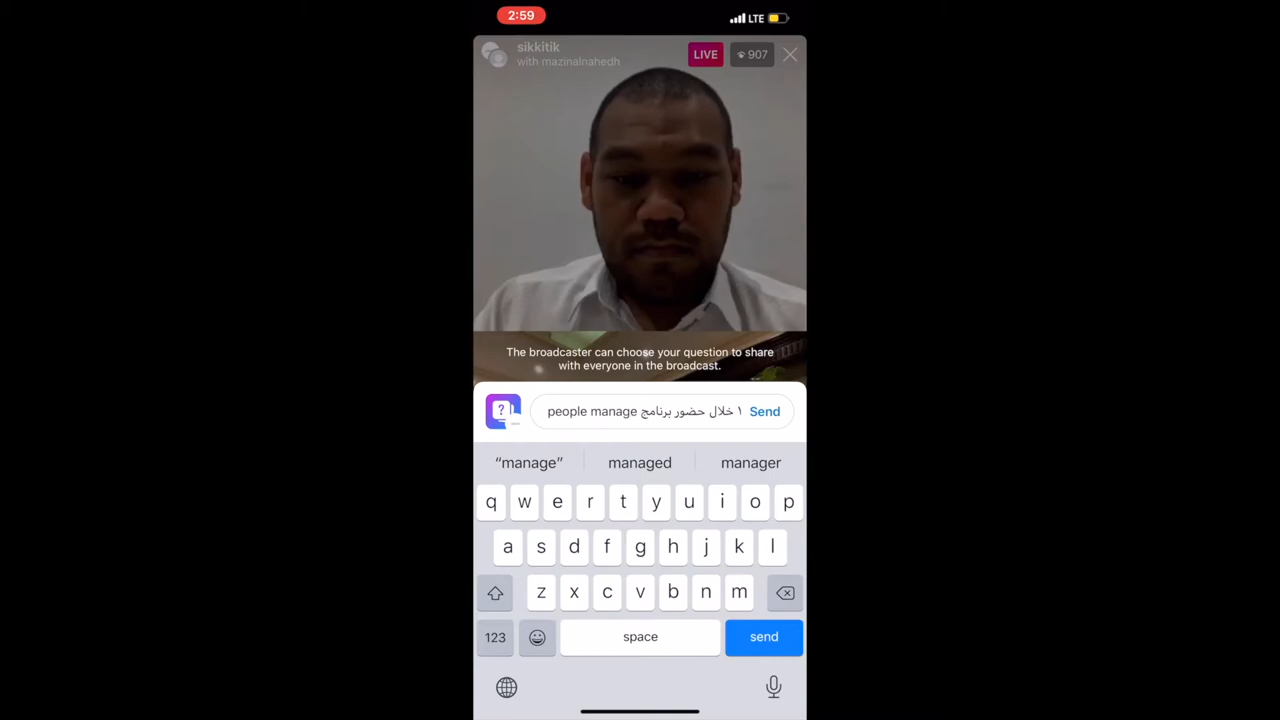 2:59
LTE
sikkitik
with mazinalnahedh
LIVE
907
The broadcaster can choose your question to share
with everyone in the broadcast.
?
١ خلال حضور برنامج people manage
Send
“manage”
managed
manager
q w e r t y u i o p
a s d f g h j k l
z x c v b n m
123
space
send